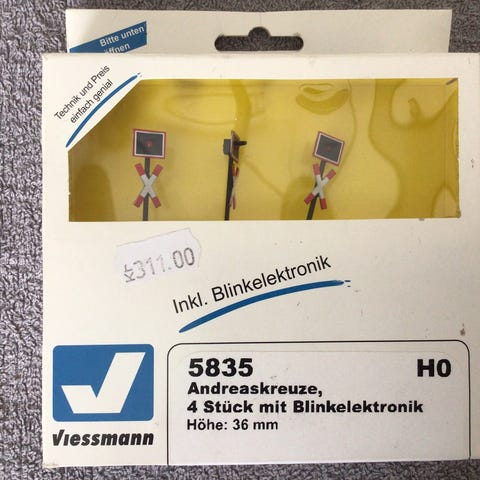 Bitte unten
öffnen
Technik und Preis
einfach genial
311.00
Inkl. Blinkelektronik
5835 H0
Andreaskreuze,
4 Stück mit Blinkelektronik
Höhe: 36 mm
Viessmann